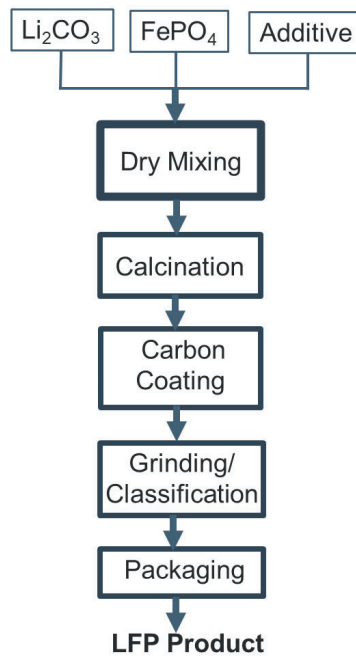 Li₂CO₃ FePO₄ Additive
Dry Mixing
Calcination
Carbon
Coating
Grinding/
Classification
Packaging
LFP Product